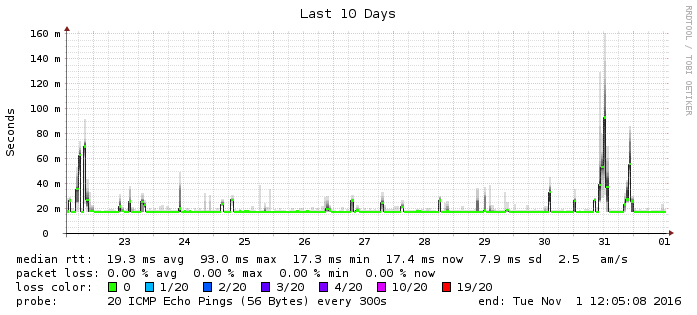 Last 10 Days
RRDTOOL / TOBI OETIKER
Seconds
160 m
140 m
120 m
100 m
80 m
60 m
40 m
20 m
0
23 24 25 26 27 28 29 30 31 01
median rtt: 19.3 ms avg 93.0 ms max 17.3 ms min 17.4 ms now 7.9 ms sd 2.5 am/s
packet loss: 0.00 % avg 0.00 % max 0.00 % min 0.00 % now
loss color: 0 1/20 2/20 3/20 4/20 10/20 19/20
probe: 20 ICMP Echo Pings (56 Bytes) every 300s end: Tue Nov 1 12:05:08 2016